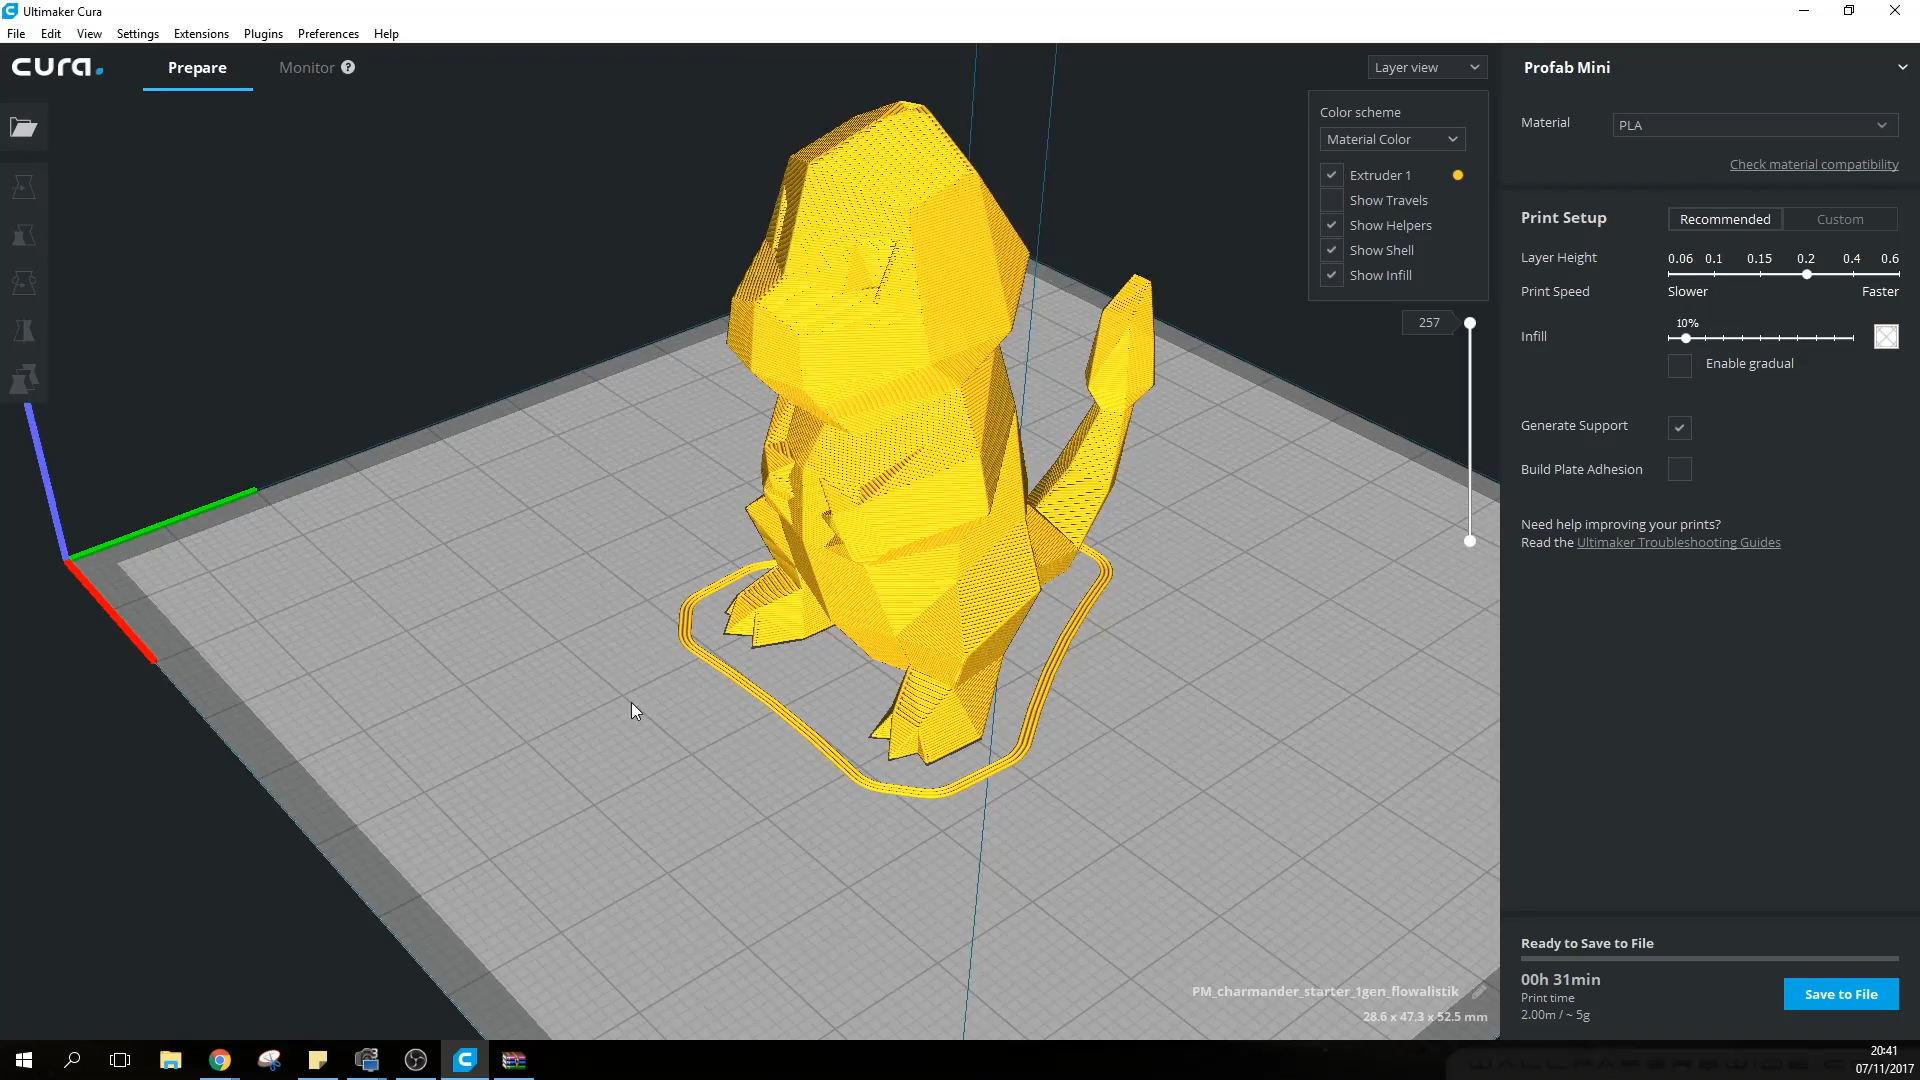 Ultimaker Cura
File Edit View Settings Extensions Plugins Preferences Help
cura.
Prepare
Monitor ?
Layer view
Color scheme
Material Color
Extruder 1
Show Travels
Show Helpers
Show Shell
Show Infill
257
Profab Mini
Material PLA
Check material compatibility
Print Setup Recommended Custom
Layer Height 0.06 0.1 0.15 0.2 0.4 0.6
Print Speed Slower Faster
10%
Infill
Enable gradual
Generate Support
Build Plate Adhesion
Need help improving your prints?
Read the Ultimaker Troubleshooting Guides
PM_charmander_starter_1gen_flowalistik
28.6 x 47.3 x 52.5 mm
Ready to Save to File
00h 31min
Print time
2.00m / ~ 5g
Save to File
20:41
07/11/2017